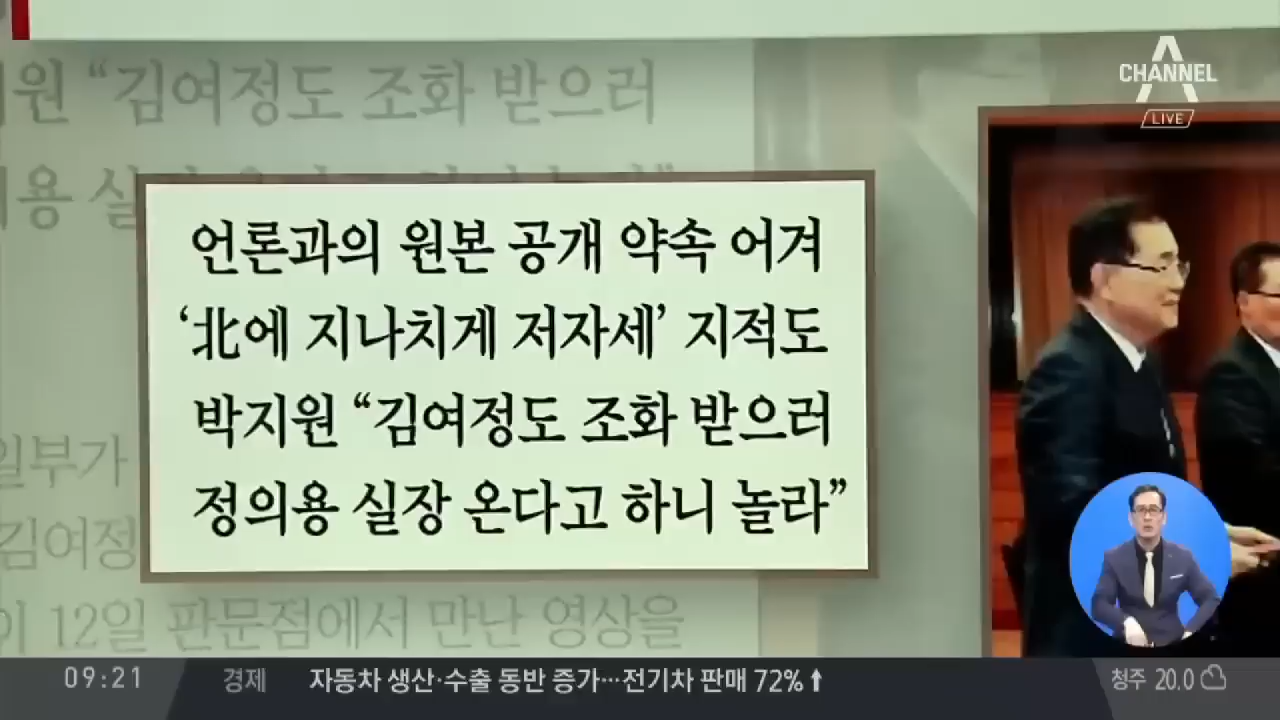 지원 “김여정도 조화 받으러
CHANNEL A
LIVE
의용 실
언론과의 원본 공개 약속 어겨
‘北에 지나치게 저자세’ 지적도
박지원 “김여정도 조화 받으러
정의용 실장 온다고 하니 놀라”
일부가
김여정
이 12일 판문점에서 만난 영상을
09:21
경제
자동차 생산·수출 동반 증가…전기차 판매 72%⬆
청주 20.0